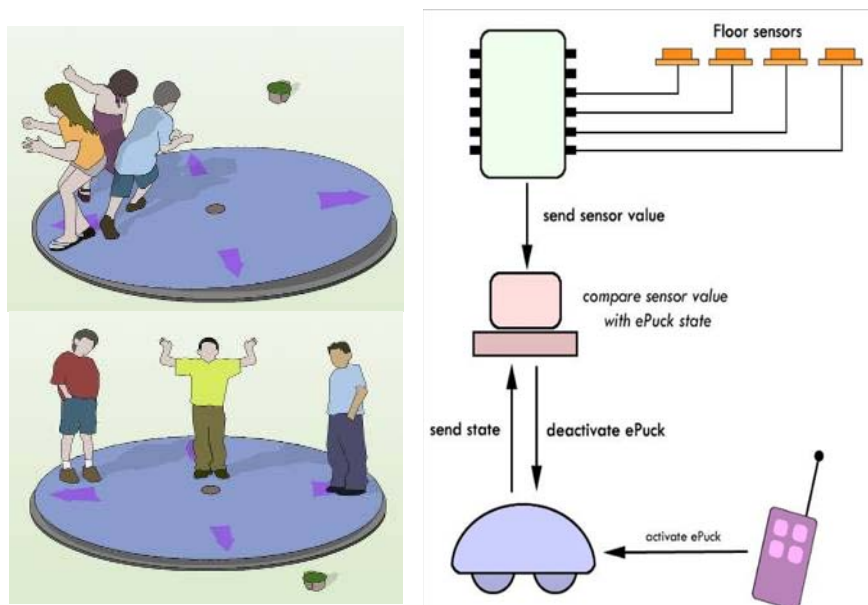 Floor sensors
send sensor value
compare sensor value
with ePuck state
send state
deactivate ePuck
activate ePuck